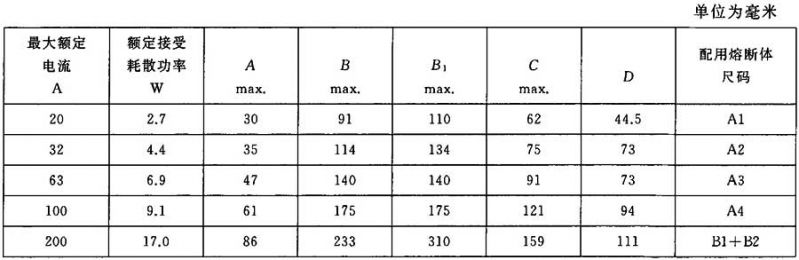 单位为毫米
最大额定 额定接受 配用熔断体
电流 耗散功率 A B B₁ C D 尺码
A W max. max. max. max.
20 2.7 30 91 110 62 44.5 A1
32 4.4 35 114 134 75 73 A2
63 6.9 47 140 140 91 73 A3
100 9.1 61 175 175 121 94 A4
200 17.0 86 233 310 159 111 B1+B2